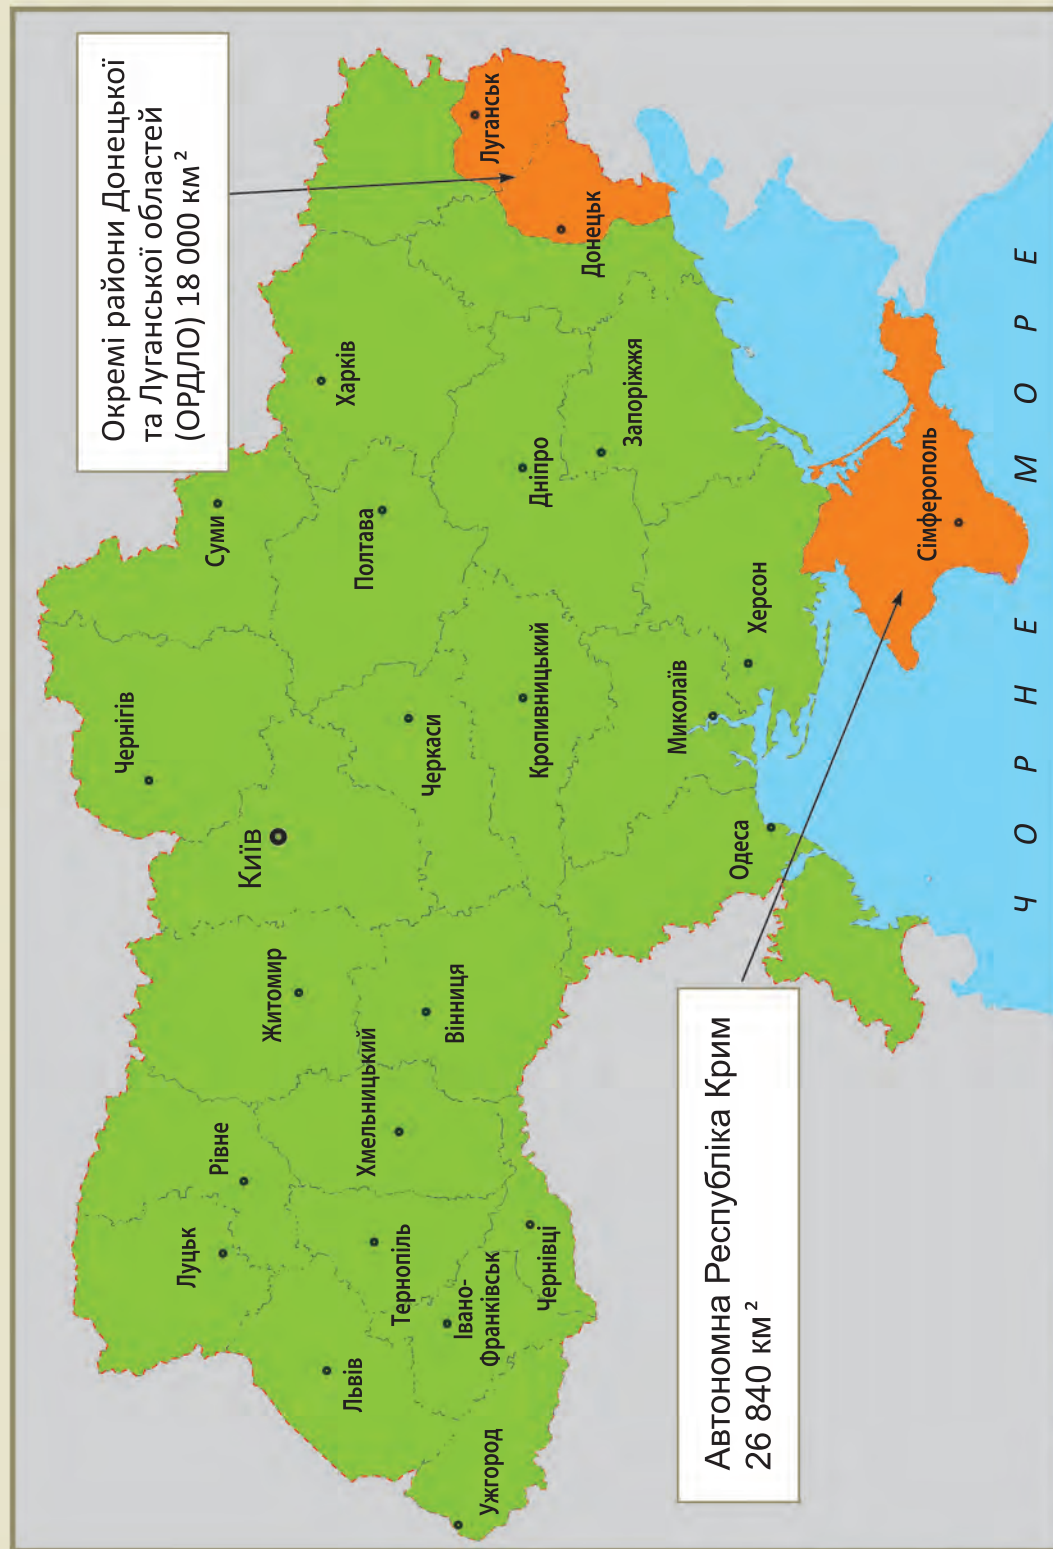 Окремі райони Донецької
та Луганської областей
(ОРДЛО) 18 000 км²
Чернігів
Суми
Луцьк
Рівне
Житомир
Київ
Харків
Львів
Тернопіль
Хмельницький
Полтава
Луганськ
Ужгород
Івано-
Франківськ
Чернівці
Вінниця
Черкаси
Кропивницький
Дніпро
Донецьк
Запоріжжя
Миколаїв
Херсон
Одеса
Сімферополь
Автономна Республіка Крим
26 840 км²
ЧОРНЕ МОРЕ